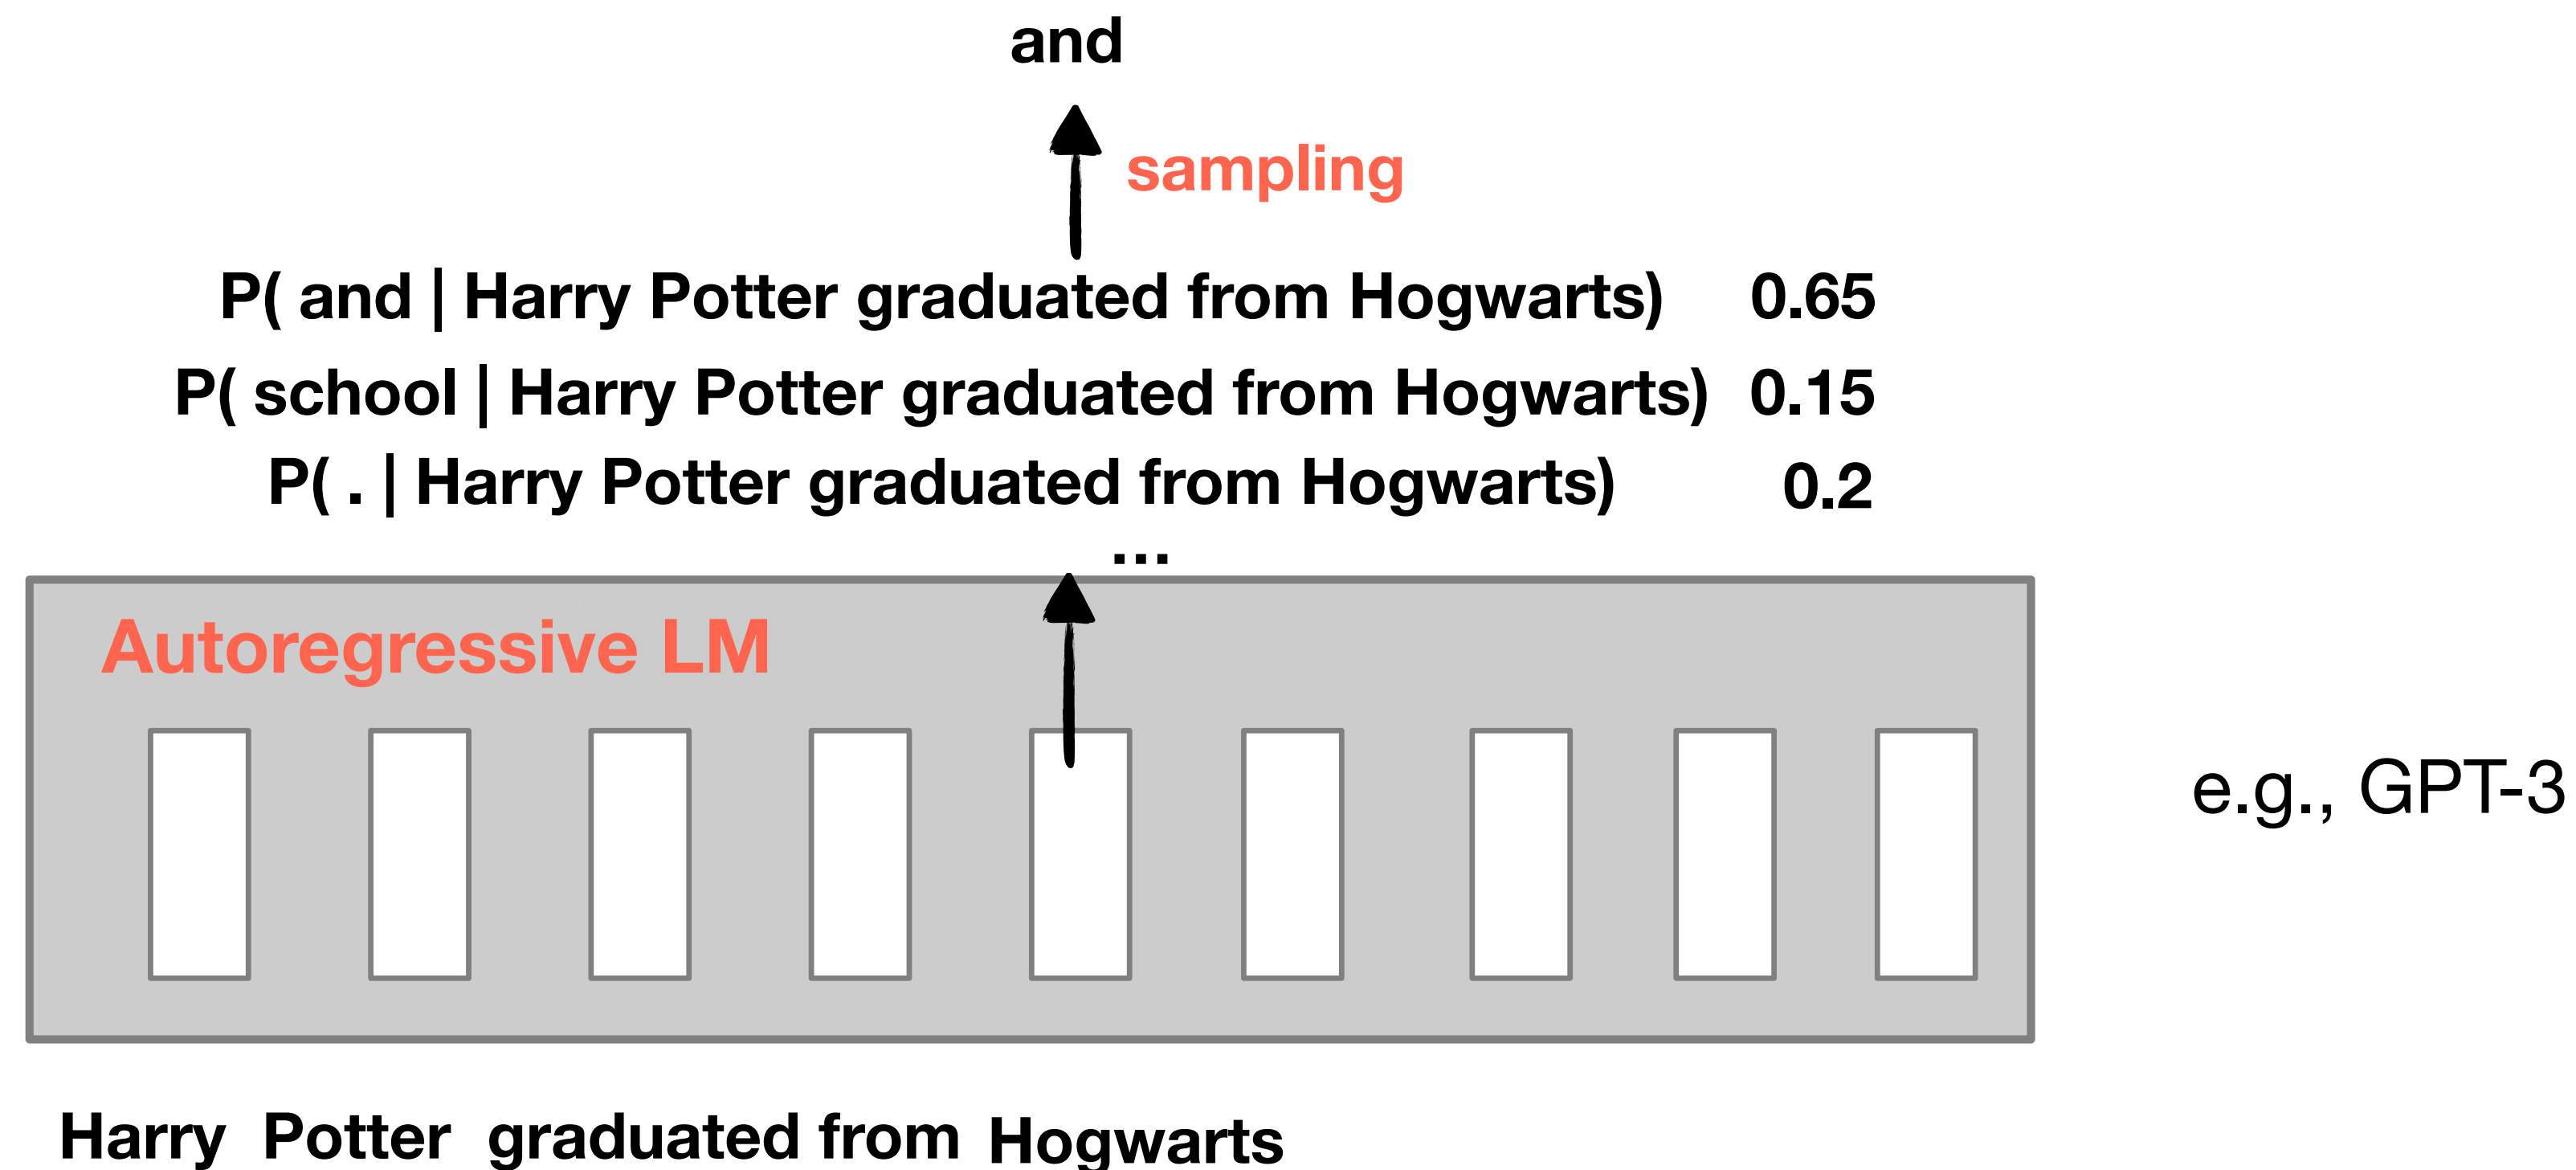 and
sampling
P( and | Harry Potter graduated from Hogwarts) 0.65
P( school | Harry Potter graduated from Hogwarts) 0.15
P( . | Harry Potter graduated from Hogwarts) 0.2
...
Autoregressive LM
e.g., GPT-3
Harry Potter graduated from Hogwarts